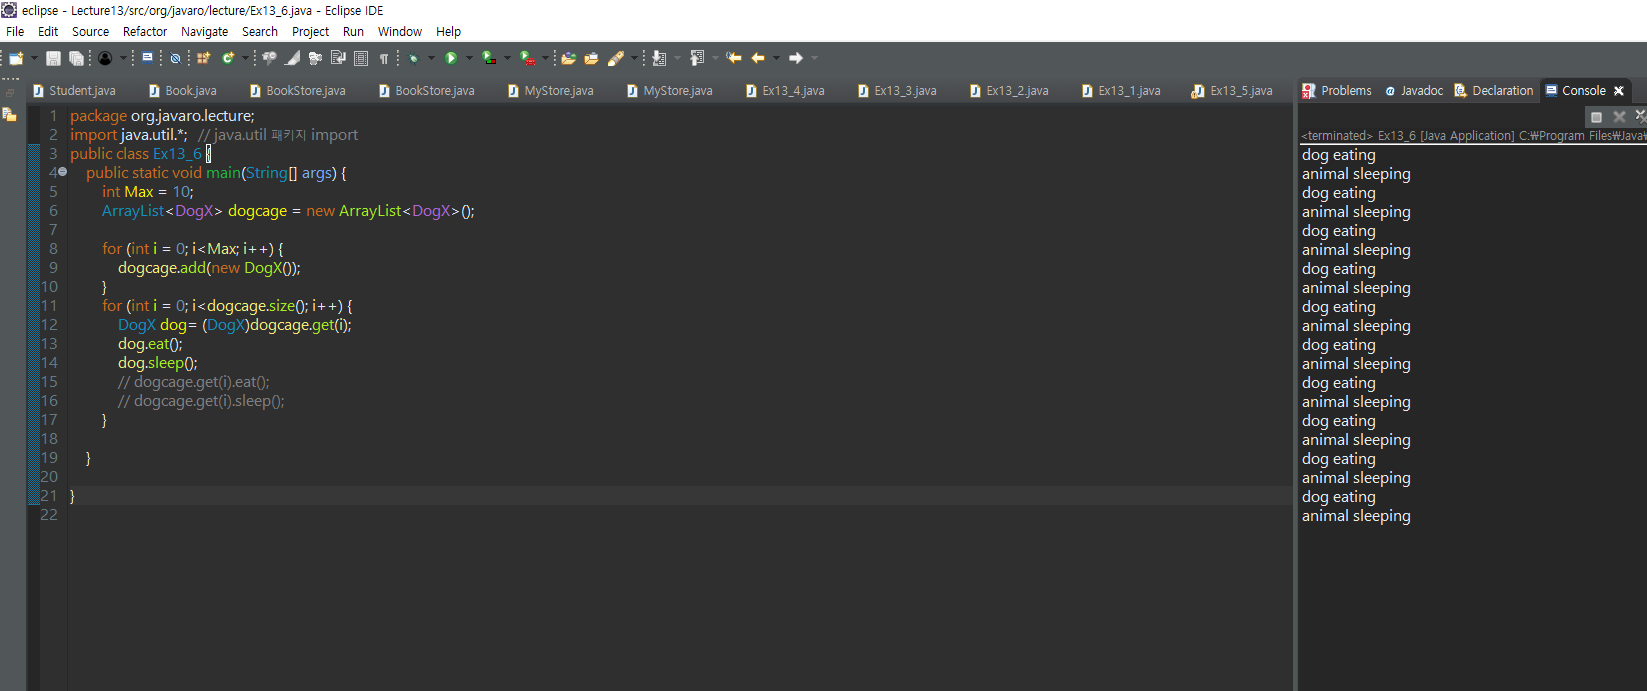 eclipse - Lecture13/src/org/javaro/lecture/Ex13_6.java - Eclipse IDE
File Edit Source Refactor Navigate Search Project Run Window Help
Student.java Book.java BookStore.java BookStore.java MyStore.java MyStore.java Ex13_4.java Ex13_3.java Ex13_2.java Ex13_1.java Ex13_5.java
1 package org.javaro.lecture;
2 import java.util.*;  // java.util 패키지 import
3 public class Ex13_6 {
4 public static void main(String[] args) {
5 int Max = 10;
6 ArrayList<DogX> dogcage = new ArrayList<DogX>();
7
8 for (int i = 0; i<Max; i++) {
9 dogcage.add(new DogX());
10 }
11 for (int i = 0; i<dogcage.size(); i++) {
12 DogX dog= (DogX)dogcage.get(i);
13 dog.eat();
14 dog.sleep();
15 // dogcage.get(i).eat();
16 // dogcage.get(i).sleep();
17 }
18
19 }
20
21 }
22
Problems Javadoc Declaration Console
<terminated> Ex13_6 [Java Application] C:₩Program Files₩Java₩
dog eating
animal sleeping
dog eating
animal sleeping
dog eating
animal sleeping
dog eating
animal sleeping
dog eating
animal sleeping
dog eating
animal sleeping
dog eating
animal sleeping
dog eating
animal sleeping
dog eating
animal sleeping
dog eating
animal sleeping